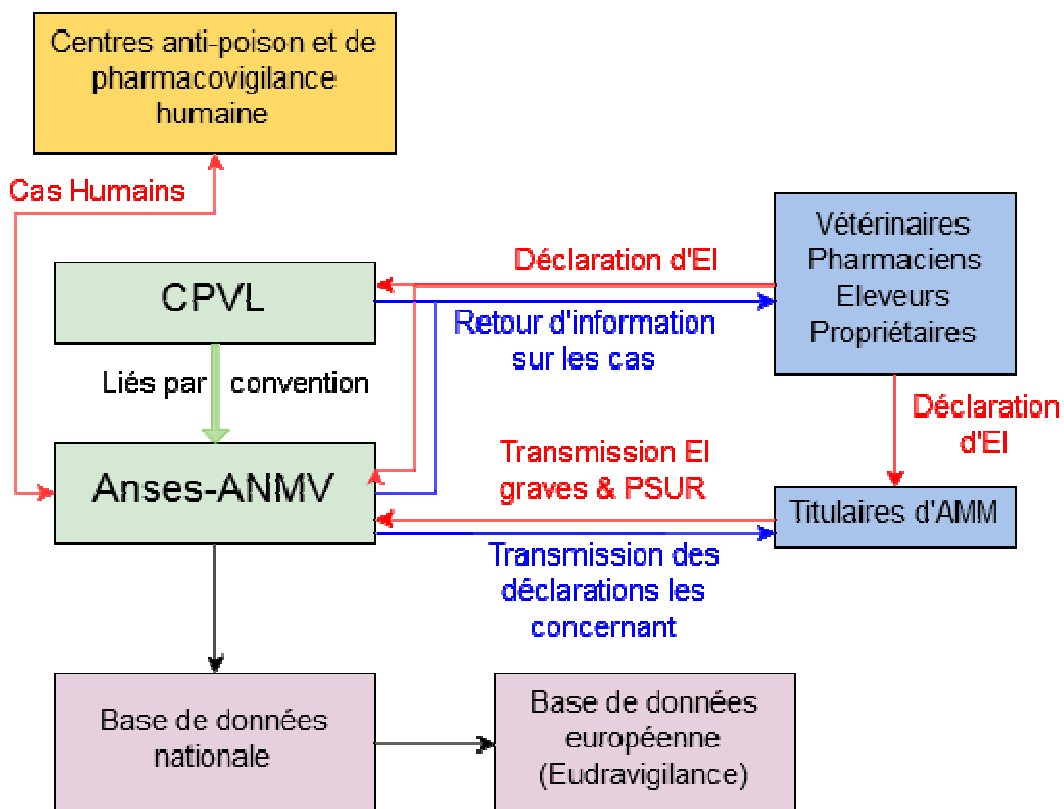 Centres anti-poison et de
pharmacovigilance
humaine
Cas Humains
Vétérinaires
Pharmaciens
Eleveurs
Propriétaires
Déclaration d'EI
CPVL
Retour d'information
sur les cas
Liés par convention
Déclaration
d'EI
Transmission EI
graves & PSUR
Anses-ANMV
Titulaires d'AMM
Transmission des
déclarations les
concernant
Base de données
nationale
Base de données
européenne
(Eudravigilance)